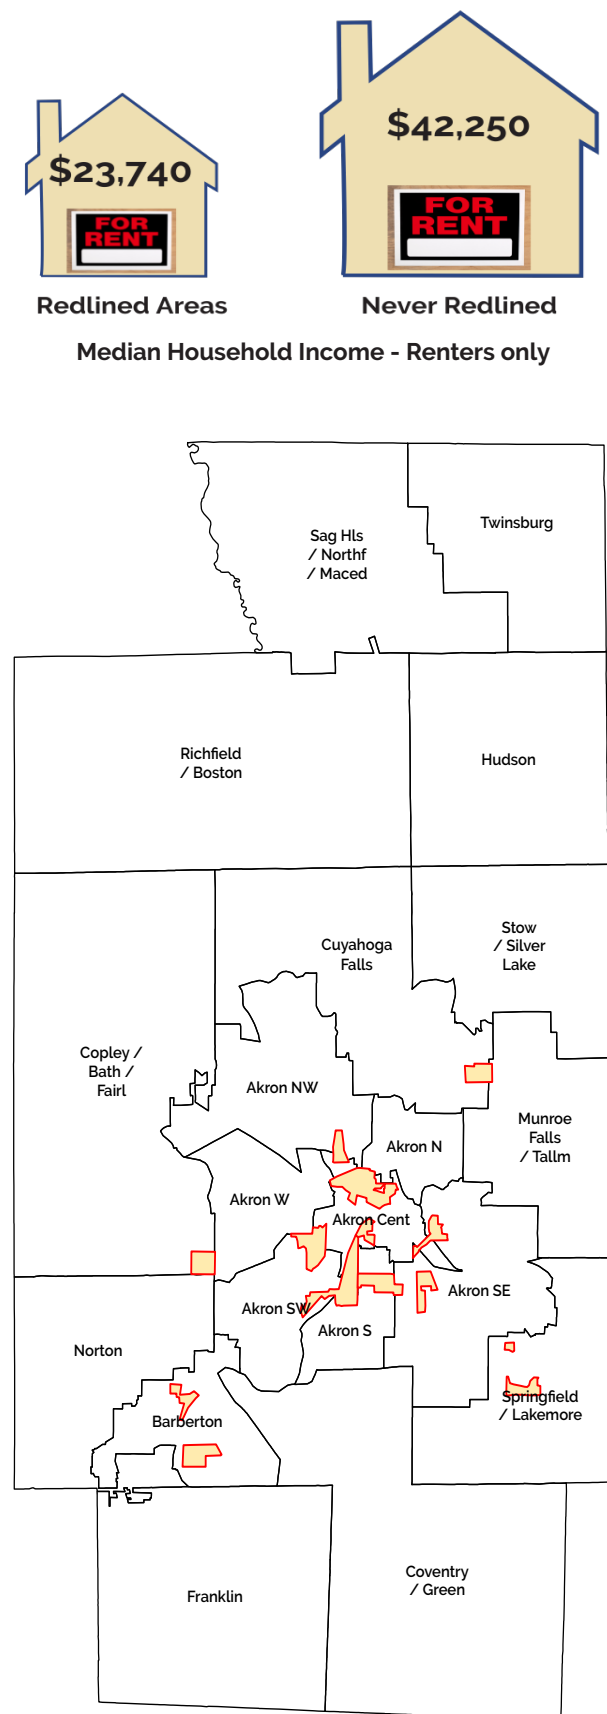 $23,740
FOR
RENT
Redlined Areas
$42,250
FOR
RENT
Never Redlined
Median Household Income - Renters only
Sag Hls
/ Northf
/ Maced
Twinsburg
Richfield
/ Boston
Hudson
Cuyahoga
Falls
Stow
/ Silver
Lake
Copley /
Bath /
Fairl
Akron NW
Munroe
Falls
/ Tallm
Akron N
Akron W
Akron Cent
Akron SE
Akron SW
Akron S
Norton
Springfield
/ Lakemore
Barberton
Coventry
/ Green
Franklin